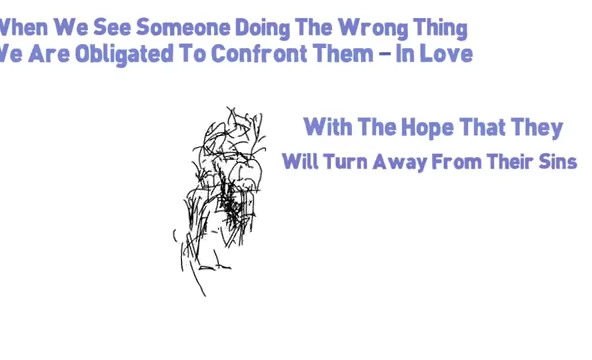 When We See Someone Doing The Wrong Thing
We Are Obligated To Confront Them – In Love
With The Hope That They
Will Turn Away From Their Sins